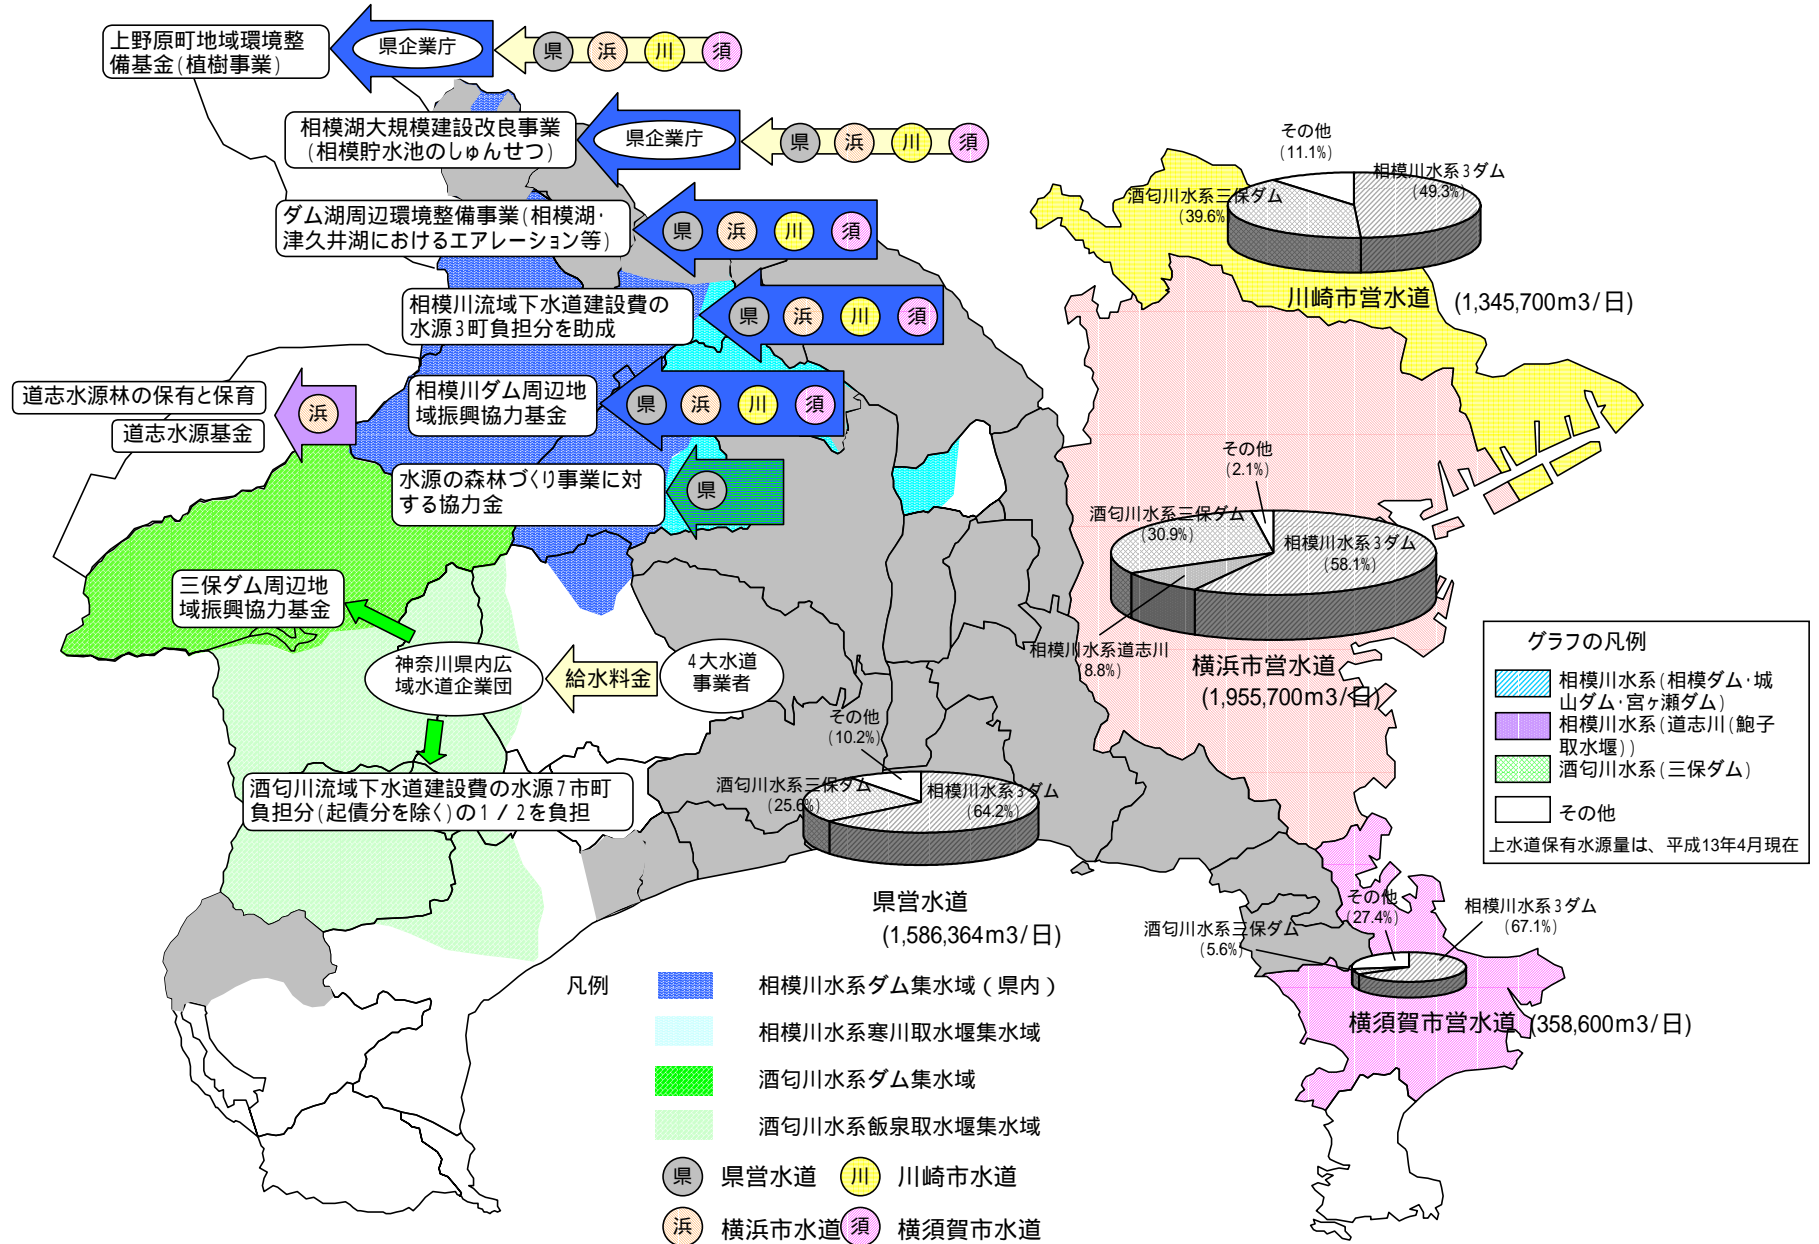 上野原町地域環境整
備基金(植樹事業)
県企業庁
県 浜 川 須
相模湖大規模建設改良事業
(相模貯水池のしゅんせつ)
県企業庁
県 浜 川 須
ダム湖周辺環境整備事業(相模湖・
津久井湖におけるエアレーション等)
県 浜 川 須
相模川流域下水道建設費の
水源3町負担分を助成
県 浜 川 須
相模川ダム周辺地
域振興協力基金
県 浜 川 須
道志水源林の保有と保育
道志水源基金
浜
水源の森林づくり事業に対
する協力金
県
三保ダム周辺地
域振興協力基金
神奈川県内広
域水道企業団
給水料金
4大水道
事業者
酒匂川流域下水道建設費の水源7市町
負担分(起債分を除く)の1/2を負担
その他
(11.1%)
相模川水系3ダム
(49.3%)
酒匂川水系三保ダム
(39.6%)
川崎市営水道 (1,345,700m3/日)
その他
(2.1%)
酒匂川水系三保ダム
(30.9%)
相模川水系3ダム
(58.1%)
相模川水系道志川
(8.8%)
横浜市営水道
(1,955,700m3/日)
その他
(10.2%)
酒匂川水系三保ダム
(25.6%)
相模川水系3ダム
(64.2%)
県営水道
(1,586,364m3/日)
その他
(27.4%)
相模川水系3ダム
(67.1%)
酒匂川水系三保ダム
(5.6%)
横須賀市営水道 (358,600m3/日)
グラフの凡例
相模川水系(相模ダム・城
山ダム・宮ヶ瀬ダム)
相模川水系(道志川(鮑子
取水堰))
酒匂川水系(三保ダム)
その他
上水道保有水源量は、平成13年4月現在
凡例
相模川水系ダム集水域(県内)
相模川水系寒川取水堰集水域
酒匂川水系ダム集水域
酒匂川水系飯泉取水堰集水域
県 県営水道 川 川崎市水道
浜 横浜市水道 須 横須賀市水道